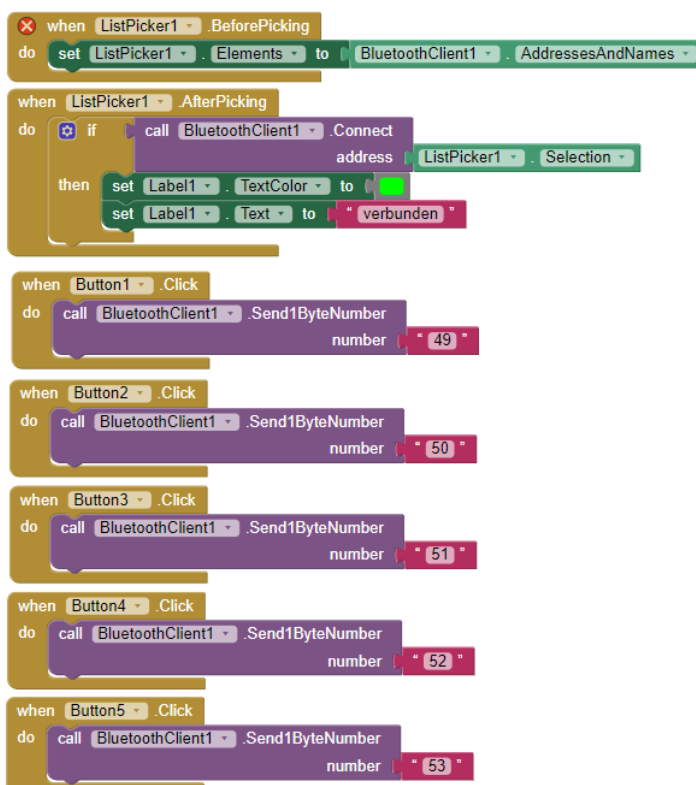 when ListPicker1 .BeforePicking
do set ListPicker1 . Elements to BluetoothClient1 . AddressesAndNames
when ListPicker1 .AfterPicking
do if call BluetoothClient1 .Connect
address ListPicker1 . Selection
then set Label1 . TextColor to
set Label1 . Text to " verbunden "
when Button1 .Click
do call BluetoothClient1 .Send1ByteNumber
number " 49 "
when Button2 .Click
do call BluetoothClient1 .Send1ByteNumber
number " 50 "
when Button3 .Click
do call BluetoothClient1 .Send1ByteNumber
number " 51 "
when Button4 .Click
do call BluetoothClient1 .Send1ByteNumber
number " 52 "
when Button5 .Click
do call BluetoothClient1 .Send1ByteNumber
number " 53 "